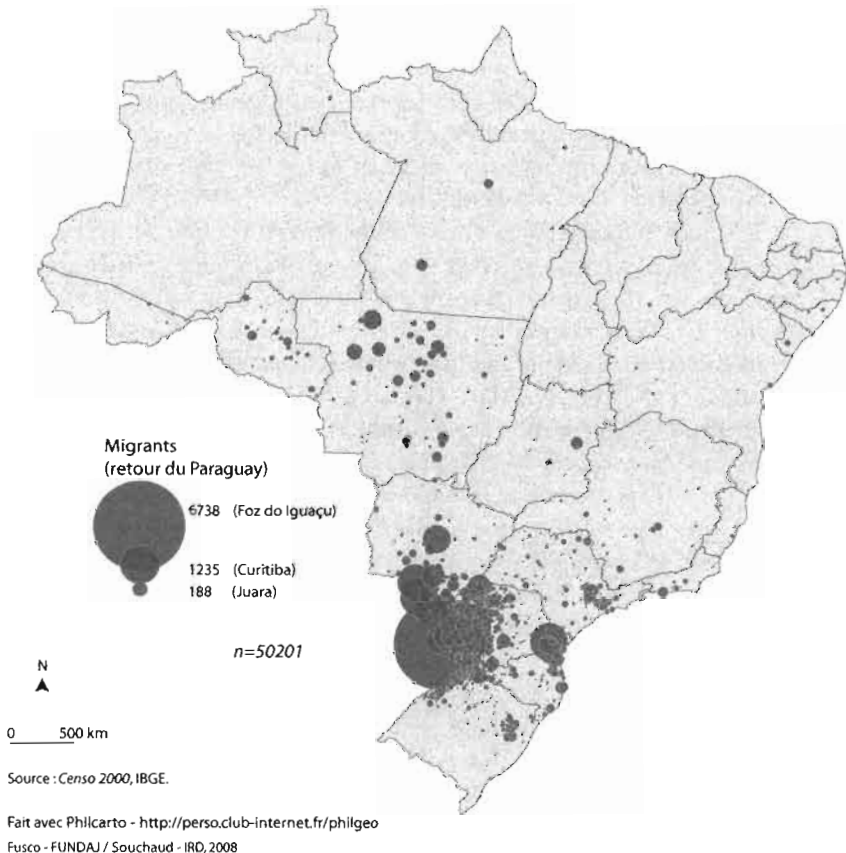 Migrants
(retour du Paraguay)
6738 (Foz do Iguaçu)
1235 (Curitiba)
188 (Juara)
n=50201
N
0 500 km
Source : Censo 2000, IBGE.
Fait avec Philcarto - http://perso.club-internet.fr/philgeo
Fusco - FUNDAJ / Souchaud - IRD, 2008